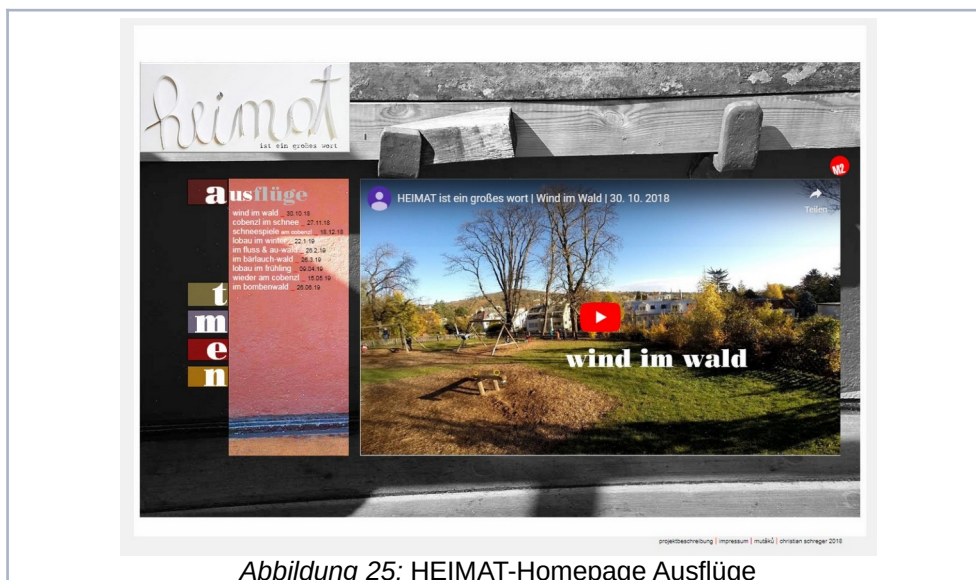 heimat
ist ein großes wort
M2
ausflüge
wind im wald _ 30.10.18
cobenzl im schnee _ 27.11.18
schneespiele am cobenzl _ 18.12.18
lobau im winter _ 22.1.19
im fluss & au-wald _ 26.2.19
im bärlauch-wald _ 26.3.19
lobau im frühling _ 09.04.19
wieder am cobenzl _ 15.05.19
im bombenwald _ 26.06.19
t
m
e
n
HEIMAT ist ein großes wort | Wind im Wald | 30. 10. 2018
Teilen
wind im wald
projektbeschreibung | impressum | mutákü | christian schreger 2018
Abbildung 25: HEIMAT-Homepage Ausflüge